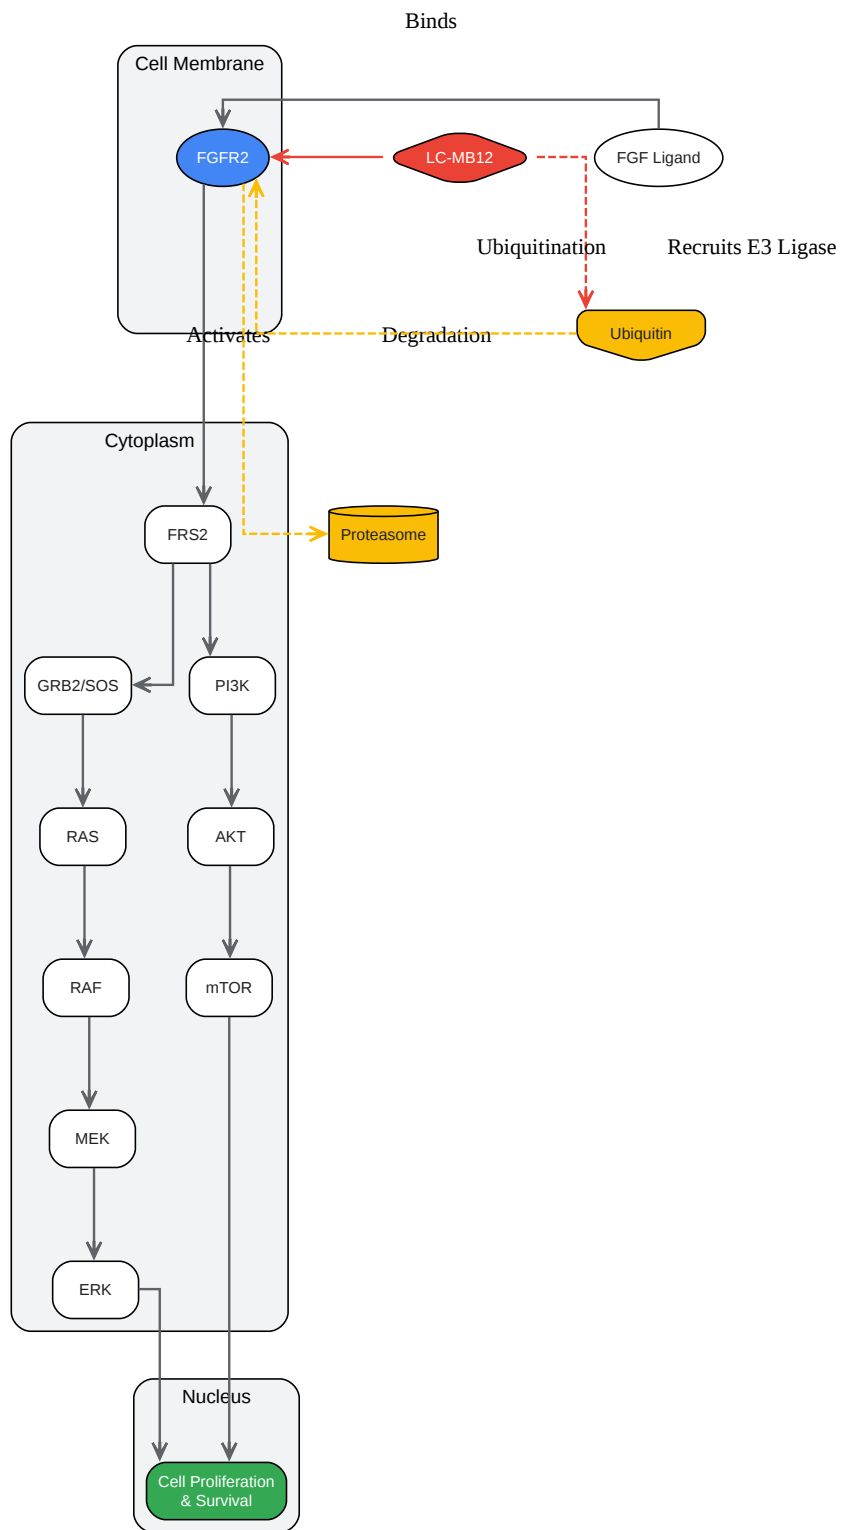 Binds
Cell Membrane
FGFR2
LC-MB12
FGF Ligand
Ubiquitination
Recruits E3 Ligase
Activates
Degradation
Ubiquitin
Cytoplasm
FRS2
Proteasome
GRB2/SOS
PI3K
RAS
AKT
RAF
mTOR
MEK
ERK
Nucleus
Cell Proliferation
& Survival